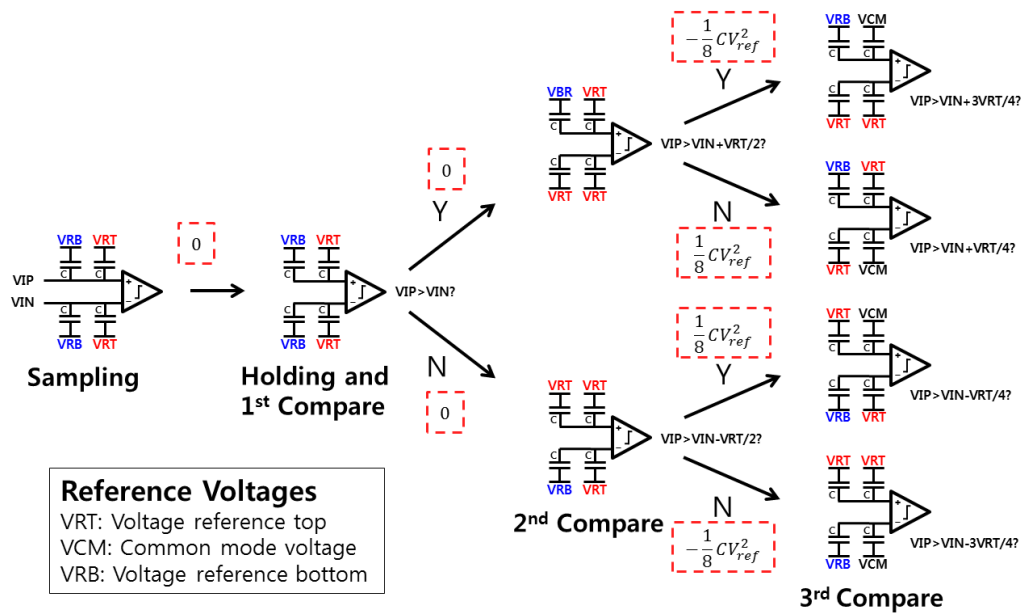 VRB VRT
VIP
VIN
C C
+
−
C C
VRB VRT
Sampling
0
VRB VRT
C C
+
−
C C
VRB VRT
VIP>VIN?
Holding and
1st Compare
0
Y
N
0
VBR VRT
C C
+
−
C C
VRT VRT
VIP>VIN+VRT/2?
VRT VRT
C C
+
−
C C
VRB VRT
VIP>VIN-VRT/2?
2nd Compare
−1/8 CV²ref
Y
N
1/8 CV²ref
1/8 CV²ref
Y
N
−1/8 CV²ref
VRB VCM
C C
+
−
C C
VRT VRT
VIP>VIN+3VRT/4?
VRB VRT
C C
+
−
C C
VRT VCM
VIP>VIN+VRT/4?
VRT VCM
C C
+
−
C C
VRB VRT
VIP>VIN-VRT/4?
VRT VRT
C C
+
−
C C
VRB VCM
VIP>VIN-3VRT/4?
3rd Compare
Reference Voltages
VRT: Voltage reference top
VCM: Common mode voltage
VRB: Voltage reference bottom